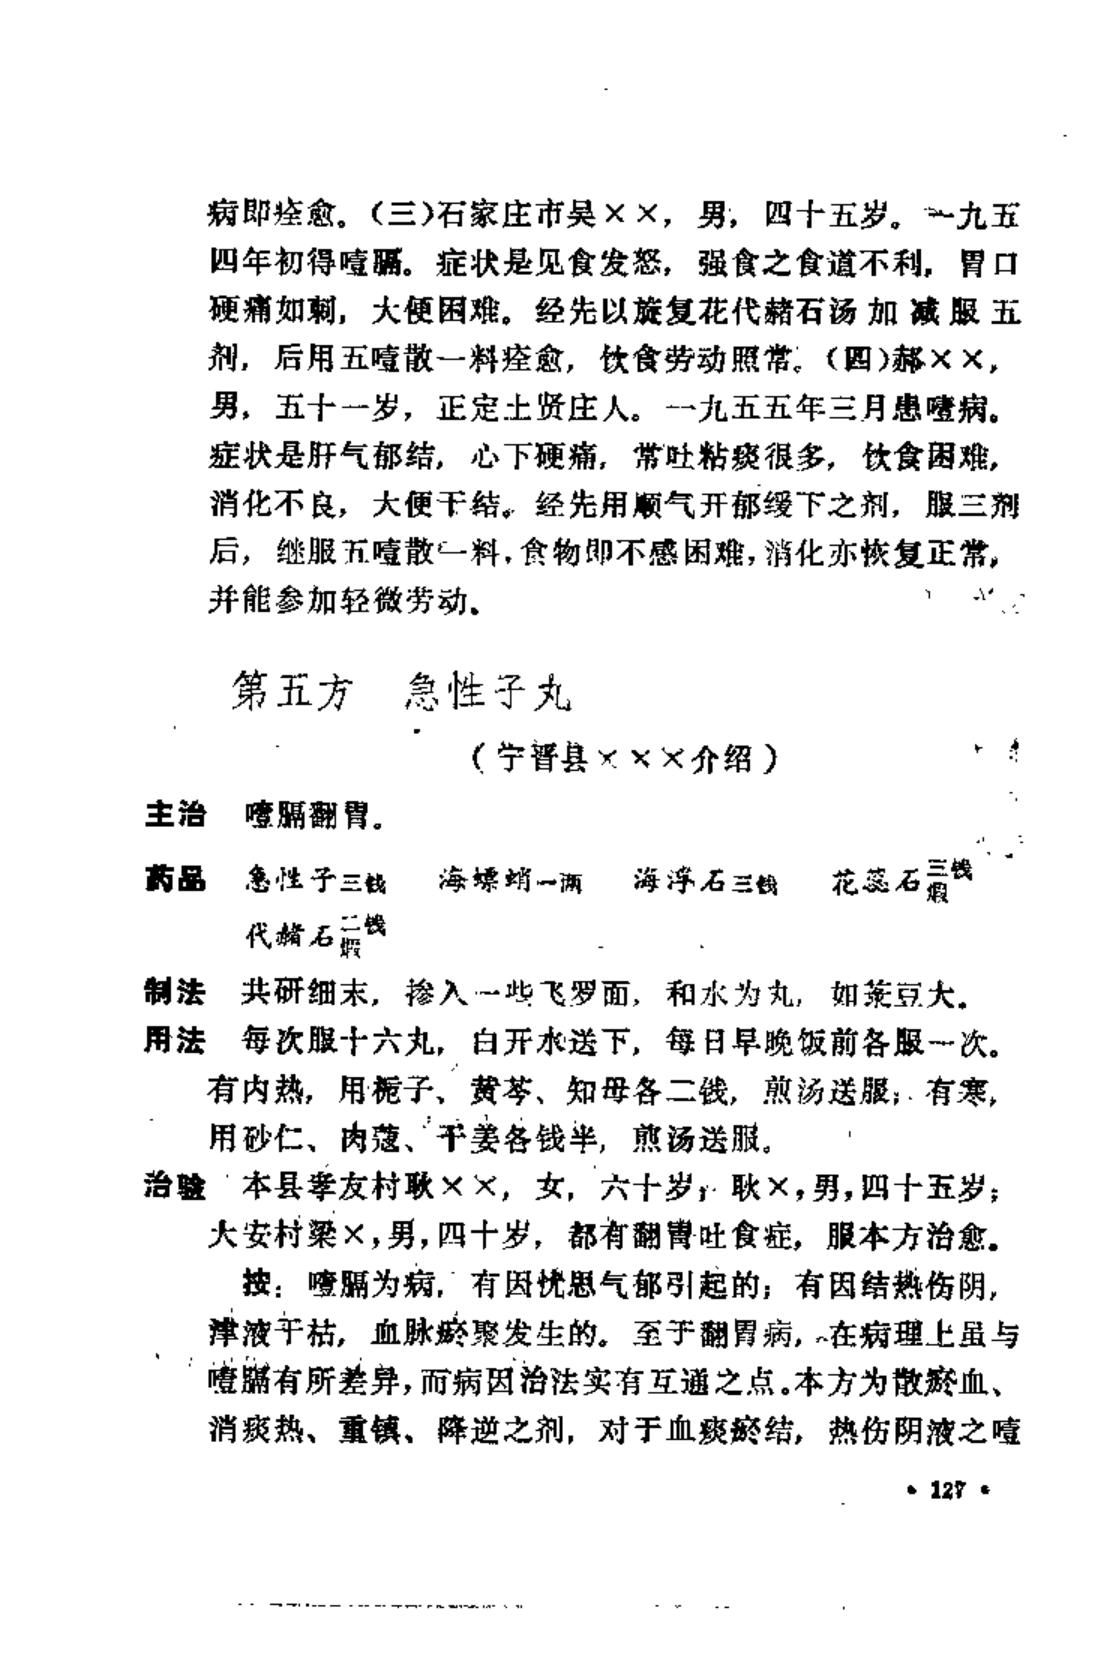 病即痊愈。(三)石家庄市吴××，男，四十五岁。一九五
四年初得噎膈。症状是见食发怒，强食之食道不利，胃口
硬痛如刺，大便困难。经先以旋复花代赭石汤加减服五
剂，后用五噎散一料痊愈，饮食劳动照常。(四)郝××，
男，五十一岁，正定土贤庄人。一九五五年三月患噎病。
症状是肝气郁结，心下硬痛，常吐粘痰很多，饮食困难，
消化不良，大便干结。经先用顺气开郁缓下之剂，服三剂
后，继服五噎散一料，食物即不感困难，消化亦恢复正常，
并能参加轻微劳动。
第五方 急性子丸
(宁晋县×××介绍)
主治 噎膈翻胃。
药品 急性子三钱 海螵蛸一两 海浮石三钱 花蕊石三钱煅
代赭石二钱煅
制法 共研细末，掺入一些飞罗面，和水为丸，如菉豆大。
用法 每次服十六丸，白开水送下，每日早晚饭前各服一次。
有内热，用栀子、黄芩、知母各二钱，煎汤送服；有寒，
用砂仁、肉蔻、干姜各钱半，煎汤送服。
治验 本县孝友村耿××，女，六十岁；耿×，男，四十五岁；
大安村梁×，男，四十岁，都有翻胃吐食症，服本方治愈。
按：噎膈为病，有因忧思气郁引起的；有因结热伤阴，
津液干枯，血脉瘀聚发生的。至于翻胃病，在病理上虽与
噎膈有所差异，而病因治法实有互通之点。本方为散瘀血、
消痰热、重镇、降逆之剂，对于血痰瘀结，热伤阴液之噎
• 127 •